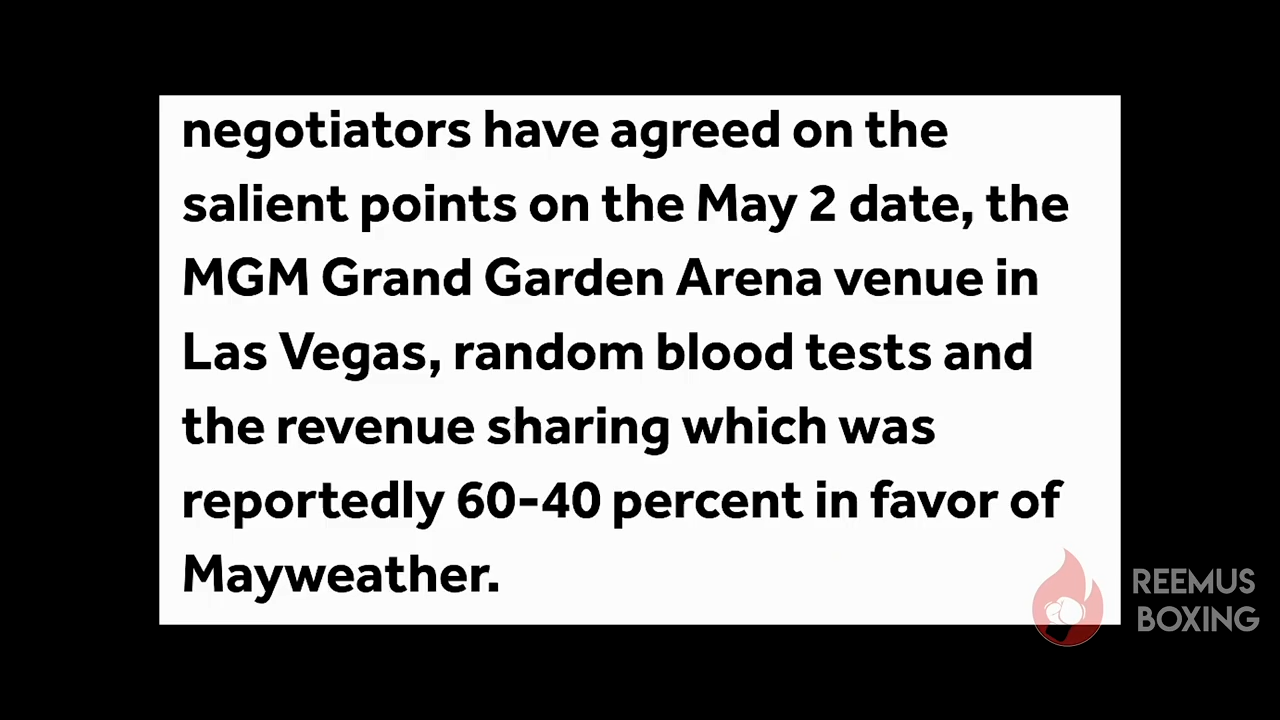 negotiators have agreed on the
salient points on the May 2 date, the
MGM Grand Garden Arena venue in
Las Vegas, random blood tests and
the revenue sharing which was
reportedly 60-40 percent in favor of
Mayweather.
REEMUS
BOXING